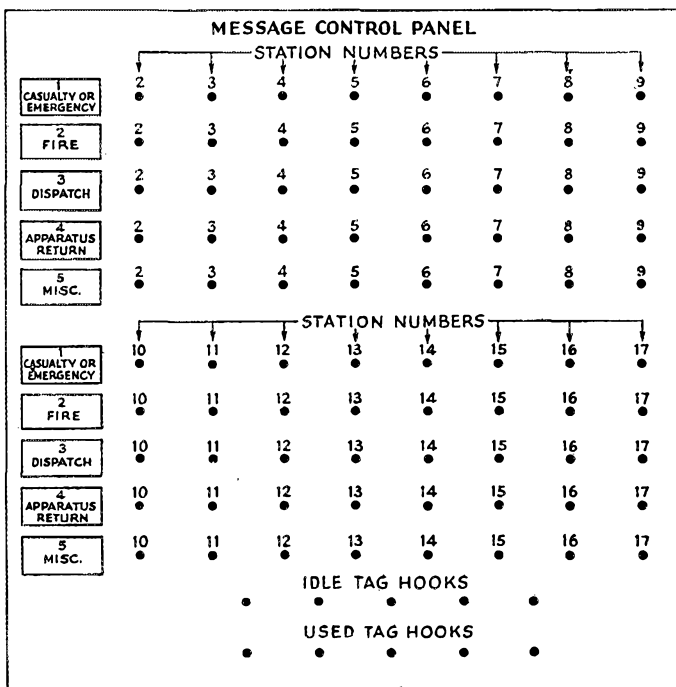 MESSAGE CONTROL PANEL
STATION NUMBERS
1
CASUALTY OR
EMERGENCY
2 3 4 5 6 7 8 9
2
FIRE
2 3 4 5 6 7 8 9
3
DISPATCH
2 3 4 5 6 7 8 9
4
APPARATUS
RETURN
2 3 4 5 6 7 8 9
5
MISC.
2 3 4 5 6 7 8 9
STATION NUMBERS
1
CASUALTY OR
EMERGENCY
10 11 12 13 14 15 16 17
2
FIRE
10 11 12 13 14 15 16 17
3
DISPATCH
10 11 12 13 14 15 16 17
4
APPARATUS
RETURN
10 11 12 13 14 15 16 17
5
MISC.
10 11 12 13 14 15 16 17
IDLE TAG HOOKS
USED TAG HOOKS